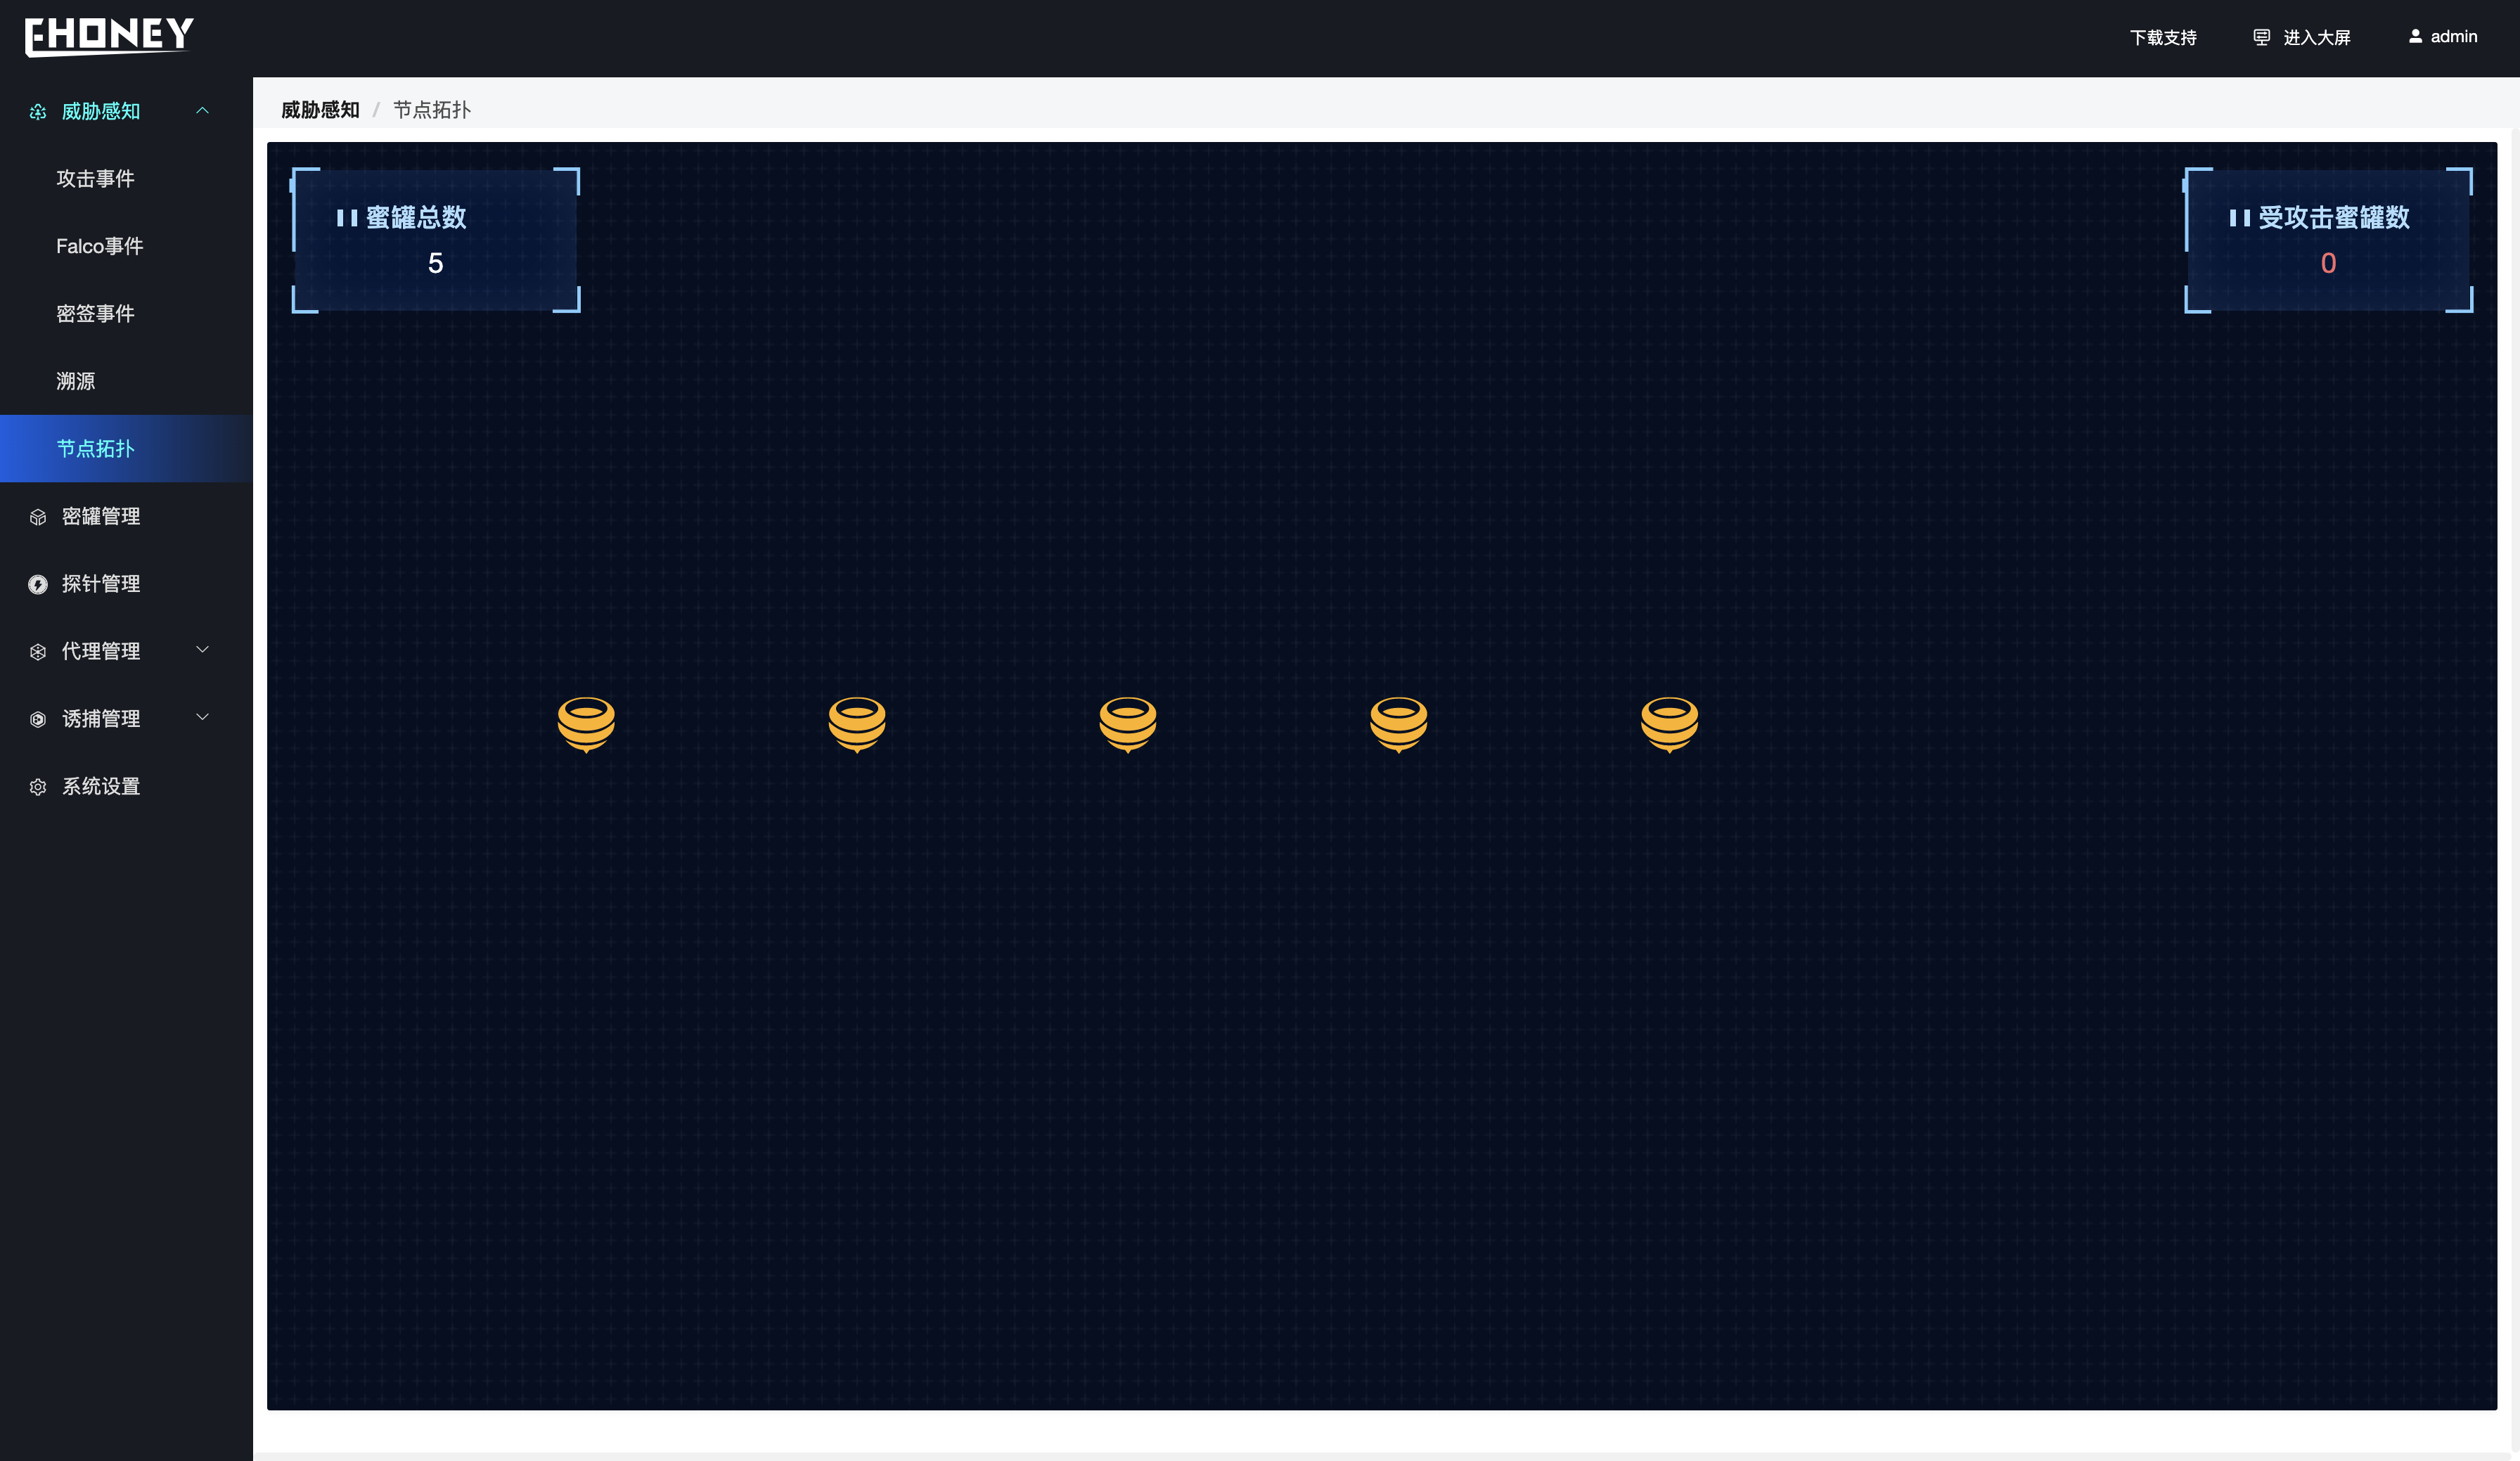 EHONEY
下载支持
进入大屏
admin
威胁感知
攻击事件
Falco事件
密签事件
溯源
节点拓扑
密罐管理
探针管理
代理管理
诱捕管理
系统设置
威胁感知 / 节点拓扑
蜜罐总数
5
受攻击蜜罐数
0